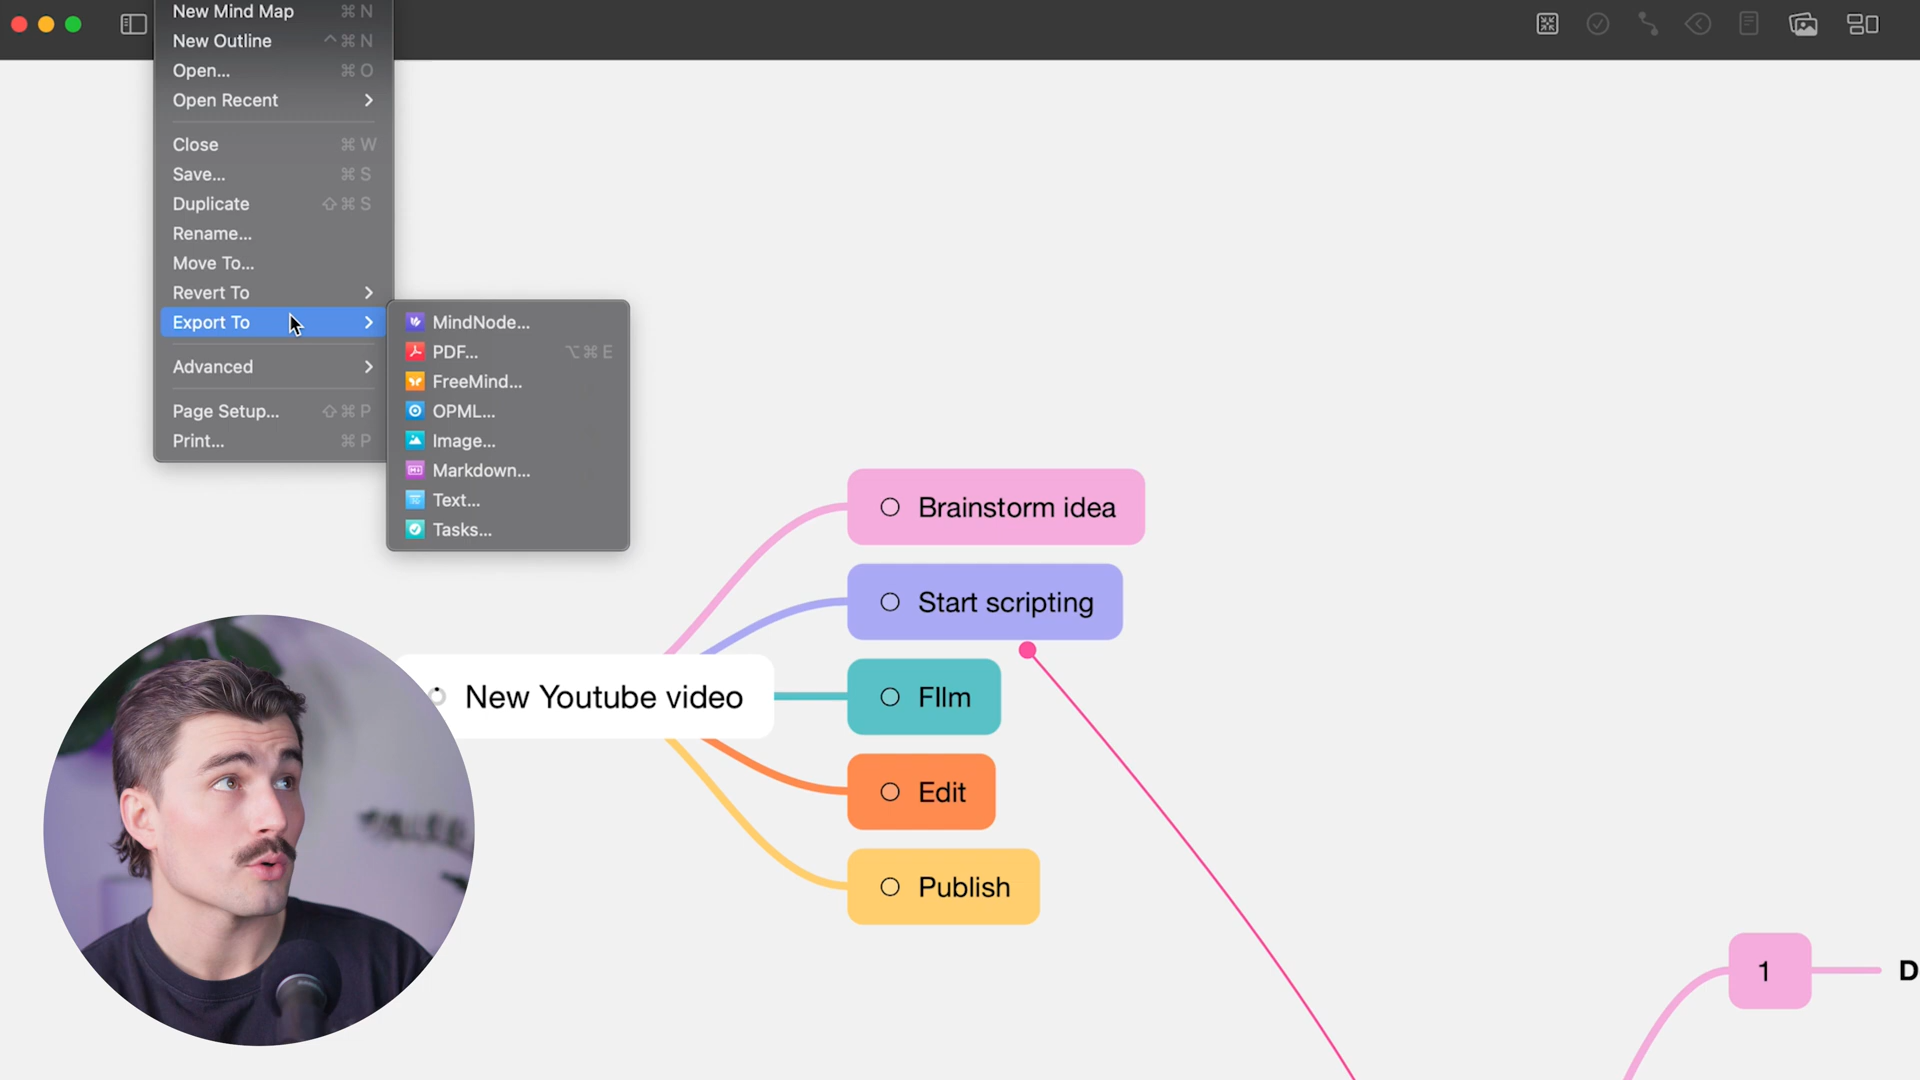 New Mind Map ⌘ N
New Outline ^ ⌘ N
Open... ⌘ O
Open Recent
Close ⌘ W
Save... ⌘ S
Duplicate ⇧ ⌘ S
Rename...
Move To...
Revert To
Export To
Advanced
Page Setup... ⇧ ⌘ P
Print... ⌘ P
MindNode...
PDF... ⌥ ⌘ E
FreeMind...
OPML...
Image...
Markdown...
Text...
Tasks...
Brainstorm idea
Start scripting
New Youtube video
FIlm
Edit
Publish
1
D